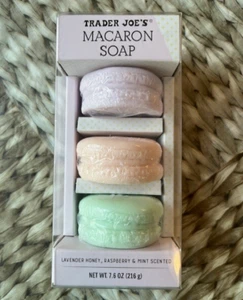 TRADER JOE'S®
MACARON
SOAP
LAVENDER HONEY, RASPBERRY & MINT SCENTED
NET WT 7.6 OZ (216 g)